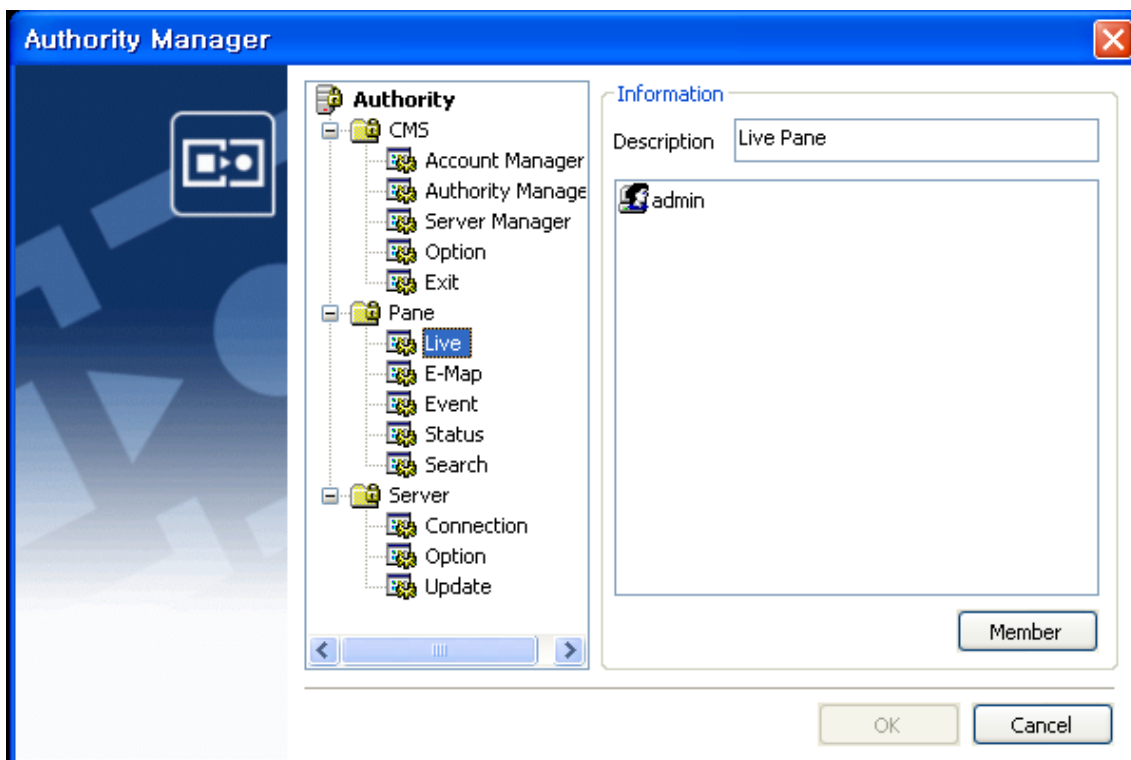 Authority Manager
Authority
CMS
Account Manager
Authority Manage
Server Manager
Option
Exit
Pane
Live
E-Map
Event
Status
Search
Server
Connection
Option
Update
Information
Description
Live Pane
admin
Member
OK
Cancel